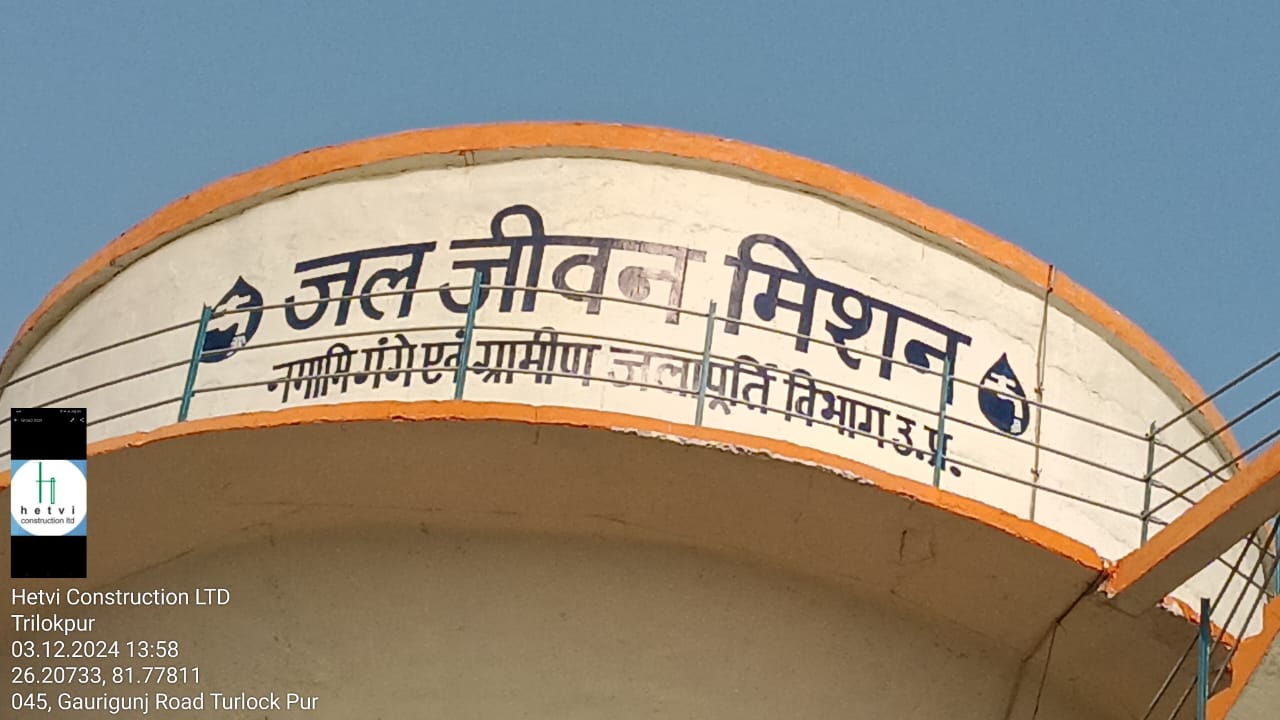 जल जीवन मिशन
नमामि गंगे एवं ग्रामीण जलापूर्ति विभाग उ.प्र.
hetvi
construction ltd
Hetvi Construction LTD
Trilokpur
03.12.2024 13:58
26.20733, 81.77811
045, Gaurigunj Road Turlock Pur